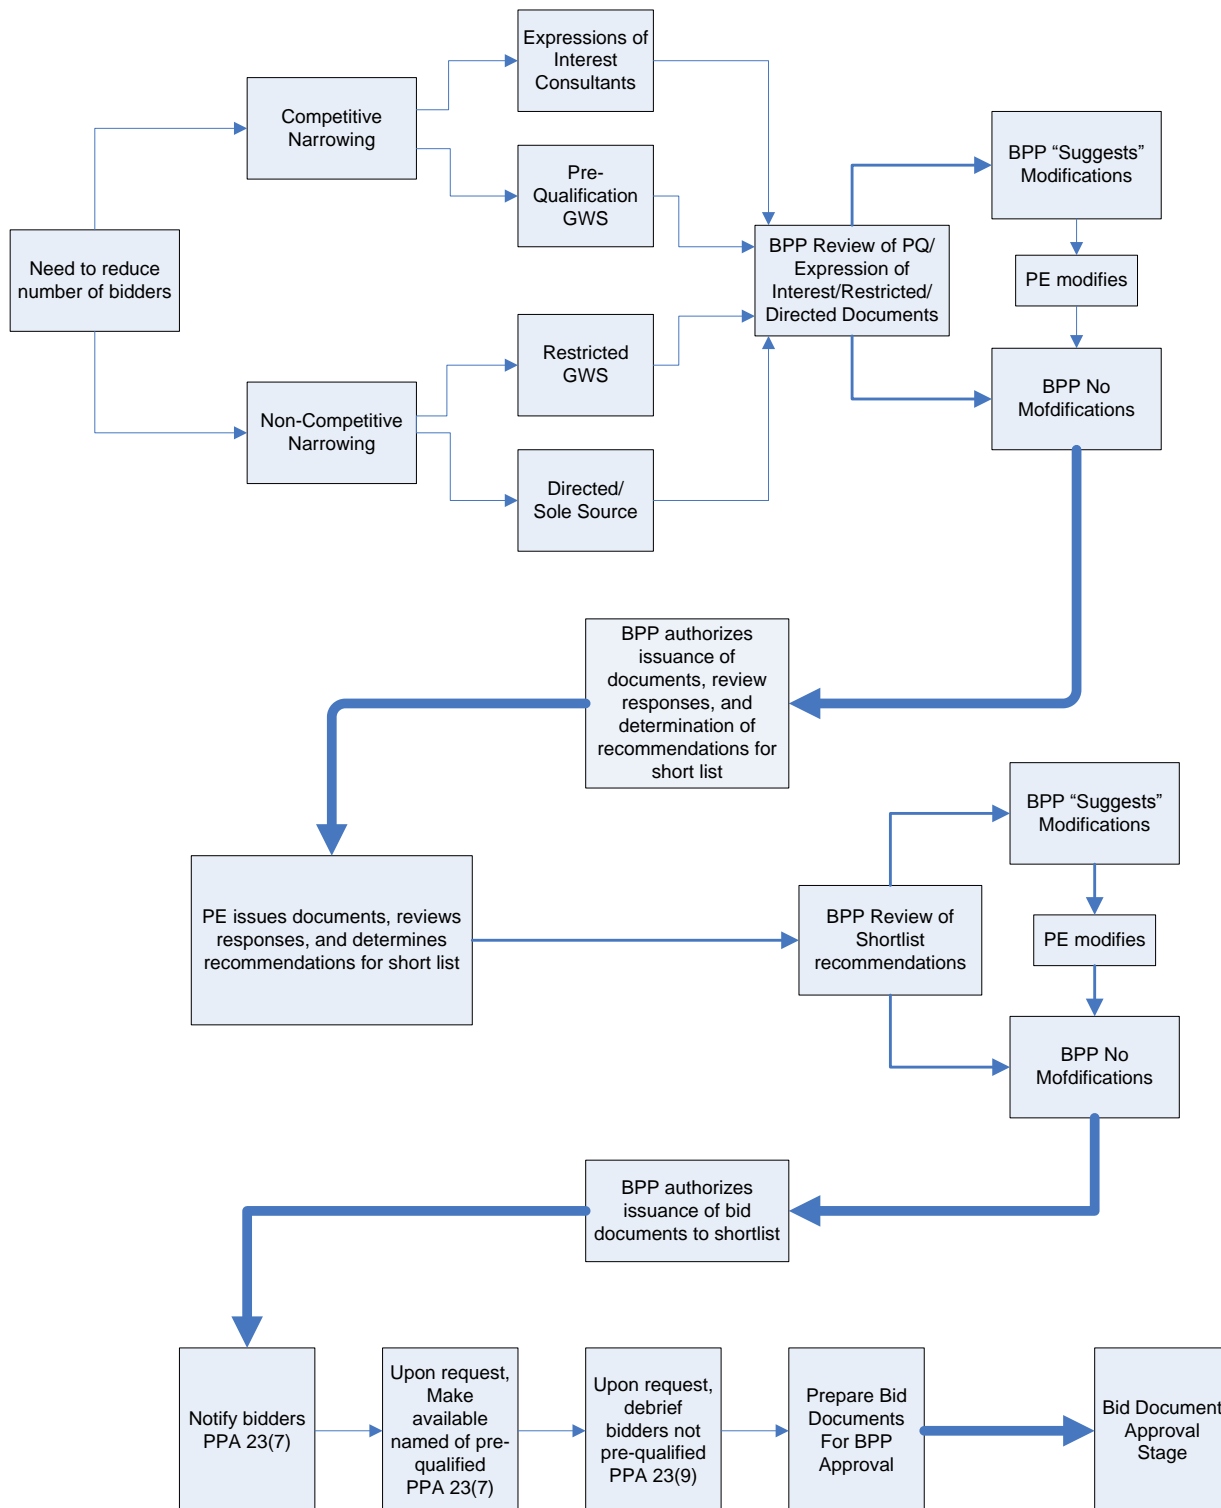 Expressions of
Interest
Consultants
Competitive
Narrowing
BPP “Suggests”
Modifications
Pre-
Qualification
GWS
Need to reduce
number of bidders
BPP Review of PQ/
Expression of
Interest/Restricted/
Directed Documents
PE modifies
Restricted
GWS
BPP No
Mofdifications
Non-Competitive
Narrowing
Directed/
Sole Source
BPP authorizes
issuance of
documents, review
responses, and
determination of
recommendations for
short list
BPP “Suggests”
Modifications
PE issues documents, reviews
responses, and determines
recommendations for short list
BPP Review of
Shortlist
recommendations
PE modifies
BPP No
Mofdifications
BPP authorizes
issuance of bid
documents to shortlist
Notify bidders
PPA 23(7)
Upon request,
Make
available
named of pre-
qualified
PPA 23(7)
Upon request,
debrief
bidders not
pre-qualified
PPA 23(9)
Prepare Bid
Documents
For BPP
Approval
Bid Document
Approval
Stage